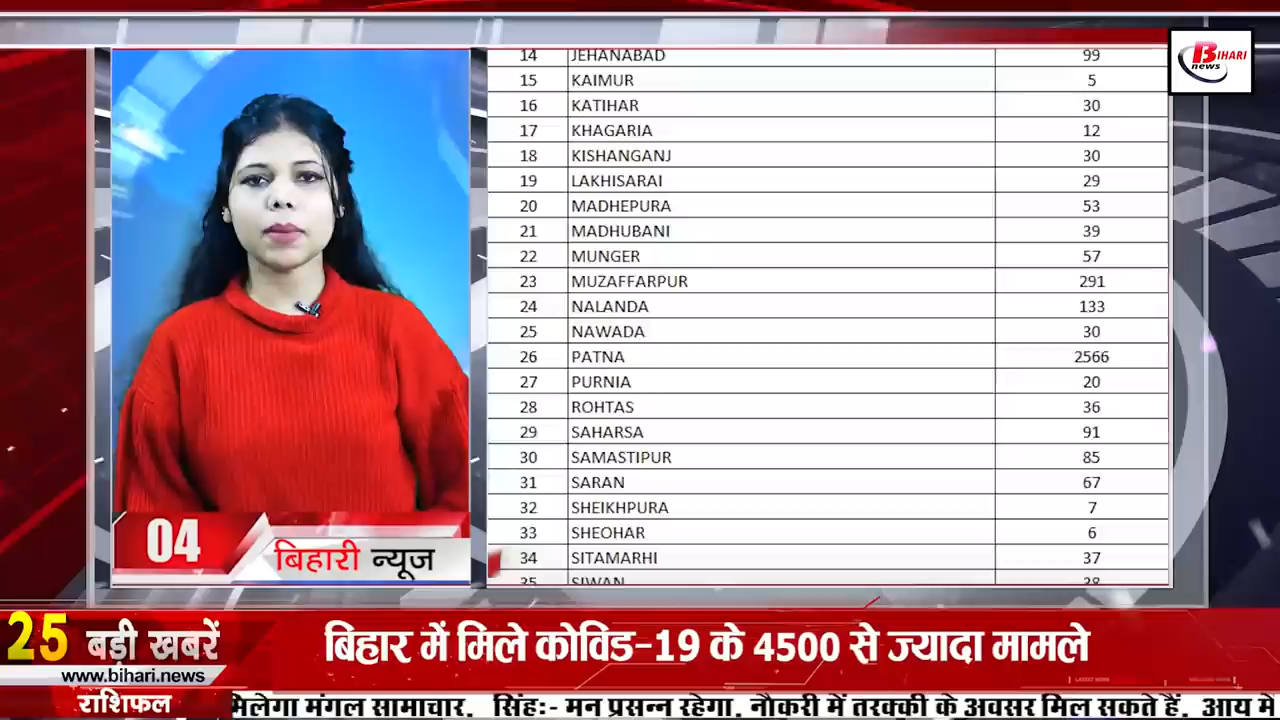 14 JEHANABAD 99
15 KAIMUR 5
16 KATIHAR 30
17 KHAGARIA 12
18 KISHANGANJ 30
19 LAKHISARAI 29
20 MADHEPURA 53
21 MADHUBANI 39
22 MUNGER 57
23 MUZAFFARPUR 291
24 NALANDA 133
25 NAWADA 30
26 PATNA 2566
27 PURNIA 20
28 ROHTAS 36
29 SAHARSA 91
30 SAMASTIPUR 85
31 SARAN 67
32 SHEIKHPURA 7
33 SHEOHAR 6
34 SITAMARHI 37
35 SIWAN 38
BIHARI
news
04
बिहारी न्यूज
25 बड़ी खबरें
www.bihari.news
बिहार में मिले कोविड-19 के 4500 से ज्यादा मामले
राशिफल
मिलेगा मंगल सामाचार. सिंहः- मन प्रसन्न रहेगा. नौकरी में तरक्की के अवसर मिल सकते हैं. आय मे